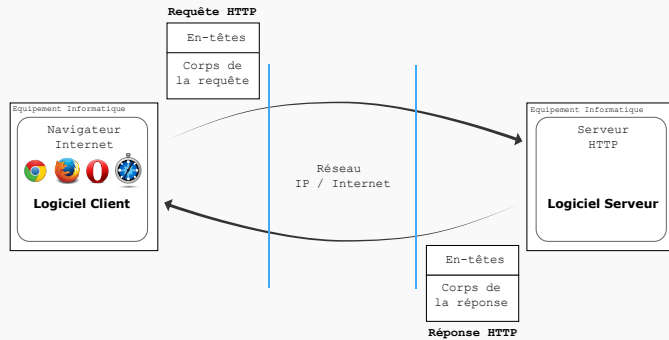 Requête HTTP
En-têtes
Corps de
la requête
Equipement Informatique
Navigateur
Internet
Logiciel Client
Réseau
IP / Internet
Equipement Informatique
Serveur
HTTP
Logiciel Serveur
En-têtes
Corps de
la réponse
Réponse HTTP